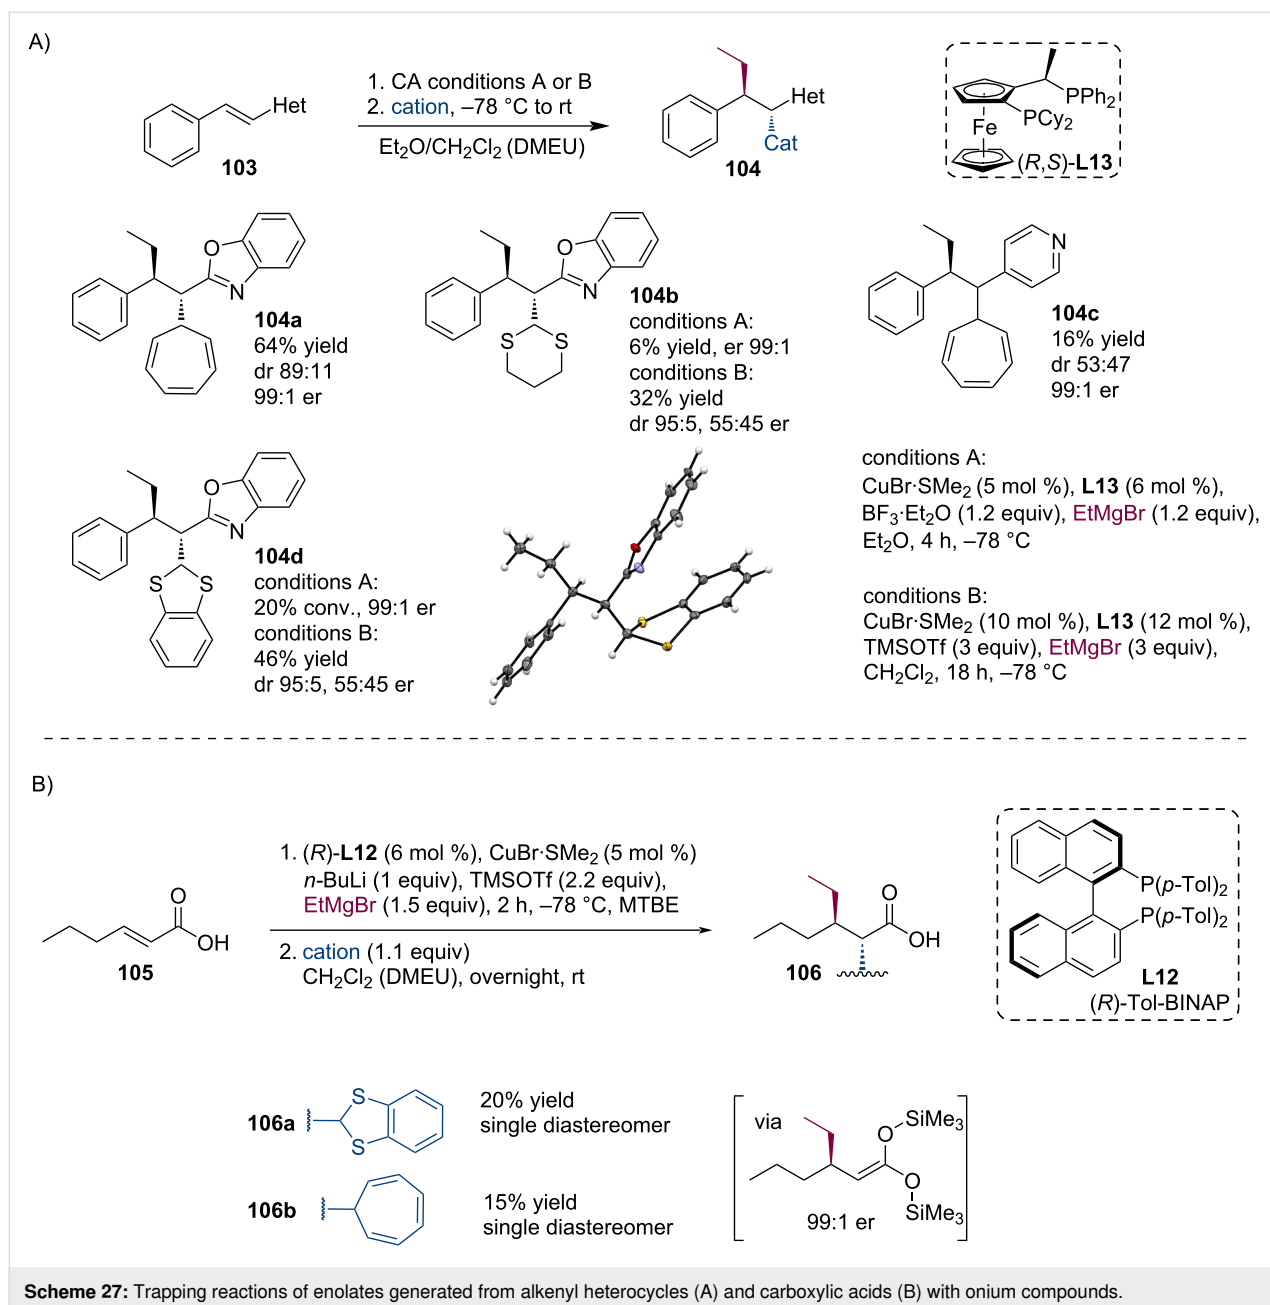 A)
Het
103
1. CA conditions A or B
2. cation, –78 °C to rt
Et2O/CH2Cl2 (DMEU)
Het
Cat
104
PPh2
PCy2
Fe
(R,S)-L13
O
N
104a
64% yield
dr 89:11
99:1 er
O
N
S
S
104b
conditions A:
6% yield, er 99:1
conditions B:
32% yield
dr 95:5, 55:45 er
N
104c
16% yield
dr 53:47
99:1 er
O
N
S
S
104d
conditions A:
20% conv., 99:1 er
conditions B:
46% yield
dr 95:5, 55:45 er
conditions A:
CuBr·SMe2 (5 mol %), L13 (6 mol %),
BF3·Et2O (1.2 equiv), EtMgBr (1.2 equiv),
Et2O, 4 h, –78 °C
conditions B:
CuBr·SMe2 (10 mol %), L13 (12 mol %),
TMSOTf (3 equiv), EtMgBr (3 equiv),
CH2Cl2, 18 h, –78 °C
B)
O
OH
105
1. (R)-L12 (6 mol %), CuBr·SMe2 (5 mol %)
n-BuLi (1 equiv), TMSOTf (2.2 equiv),
EtMgBr (1.5 equiv), 2 h, –78 °C, MTBE
2. cation (1.1 equiv)
CH2Cl2 (DMEU), overnight, rt
O
OH
106
P(p-Tol)2
P(p-Tol)2
L12
(R)-Tol-BINAP
106a
S
S
20% yield
single diastereomer
106b
15% yield
single diastereomer
via
O
SiMe3
O
SiMe3
99:1 er
Scheme 27: Trapping reactions of enolates generated from alkenyl heterocycles (A) and carboxylic acids (B) with onium compounds.